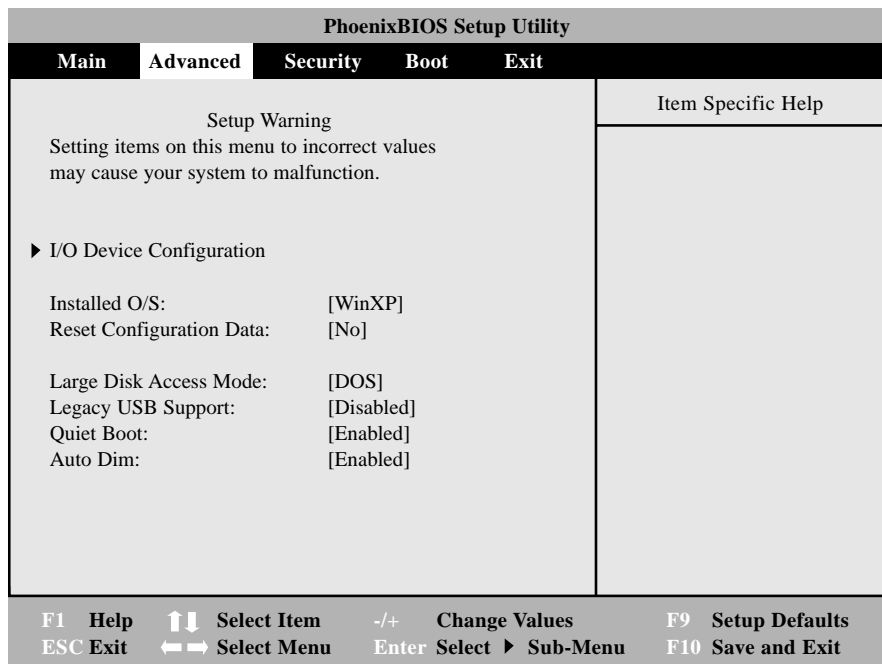 PhoenixBIOS Setup Utility
Main Advanced Security Boot Exit
Setup Warning
Setting items on this menu to incorrect values
may cause your system to malfunction.
I/O Device Configuration
Installed O/S: [WinXP]
Reset Configuration Data: [No]
Large Disk Access Mode: [DOS]
Legacy USB Support: [Disabled]
Quiet Boot: [Enabled]
Auto Dim: [Enabled]
Item Specific Help
F1 Help Select Item -/+ Change Values F9 Setup Defaults
ESC Exit Select Menu Enter Select Sub-Menu F10 Save and Exit